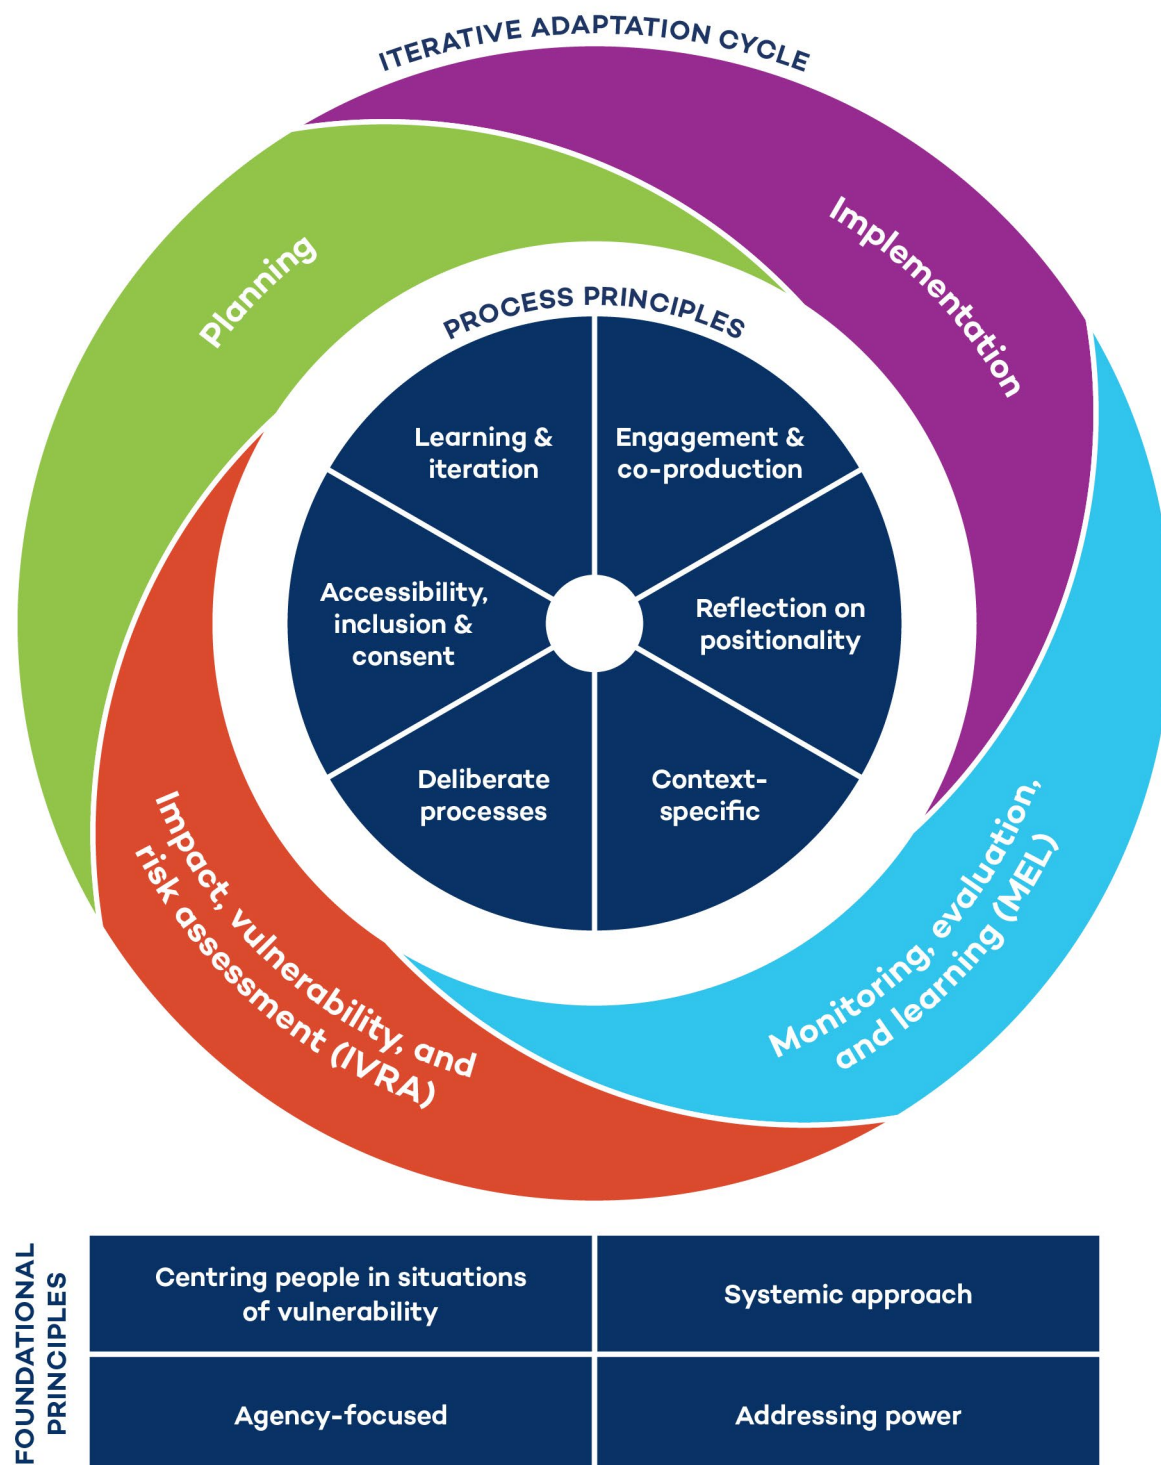 ITERATIVE ADAPTATION CYCLE
Implementation
Planning
PROCESS PRINCIPLES
Learning &
iteration
Engagement &
co-production
Accessibility,
inclusion &
consent
Reflection on
positionality
Deliberate
processes
Context-
specific
Impact, vulnerability, and
risk assessment (IVRA)
Monitoring, evaluation,
and learning (MEL)
FOUNDATIONAL
PRINCIPLES
Centring people in situations
of vulnerability
Systemic approach
Agency-focused
Addressing power